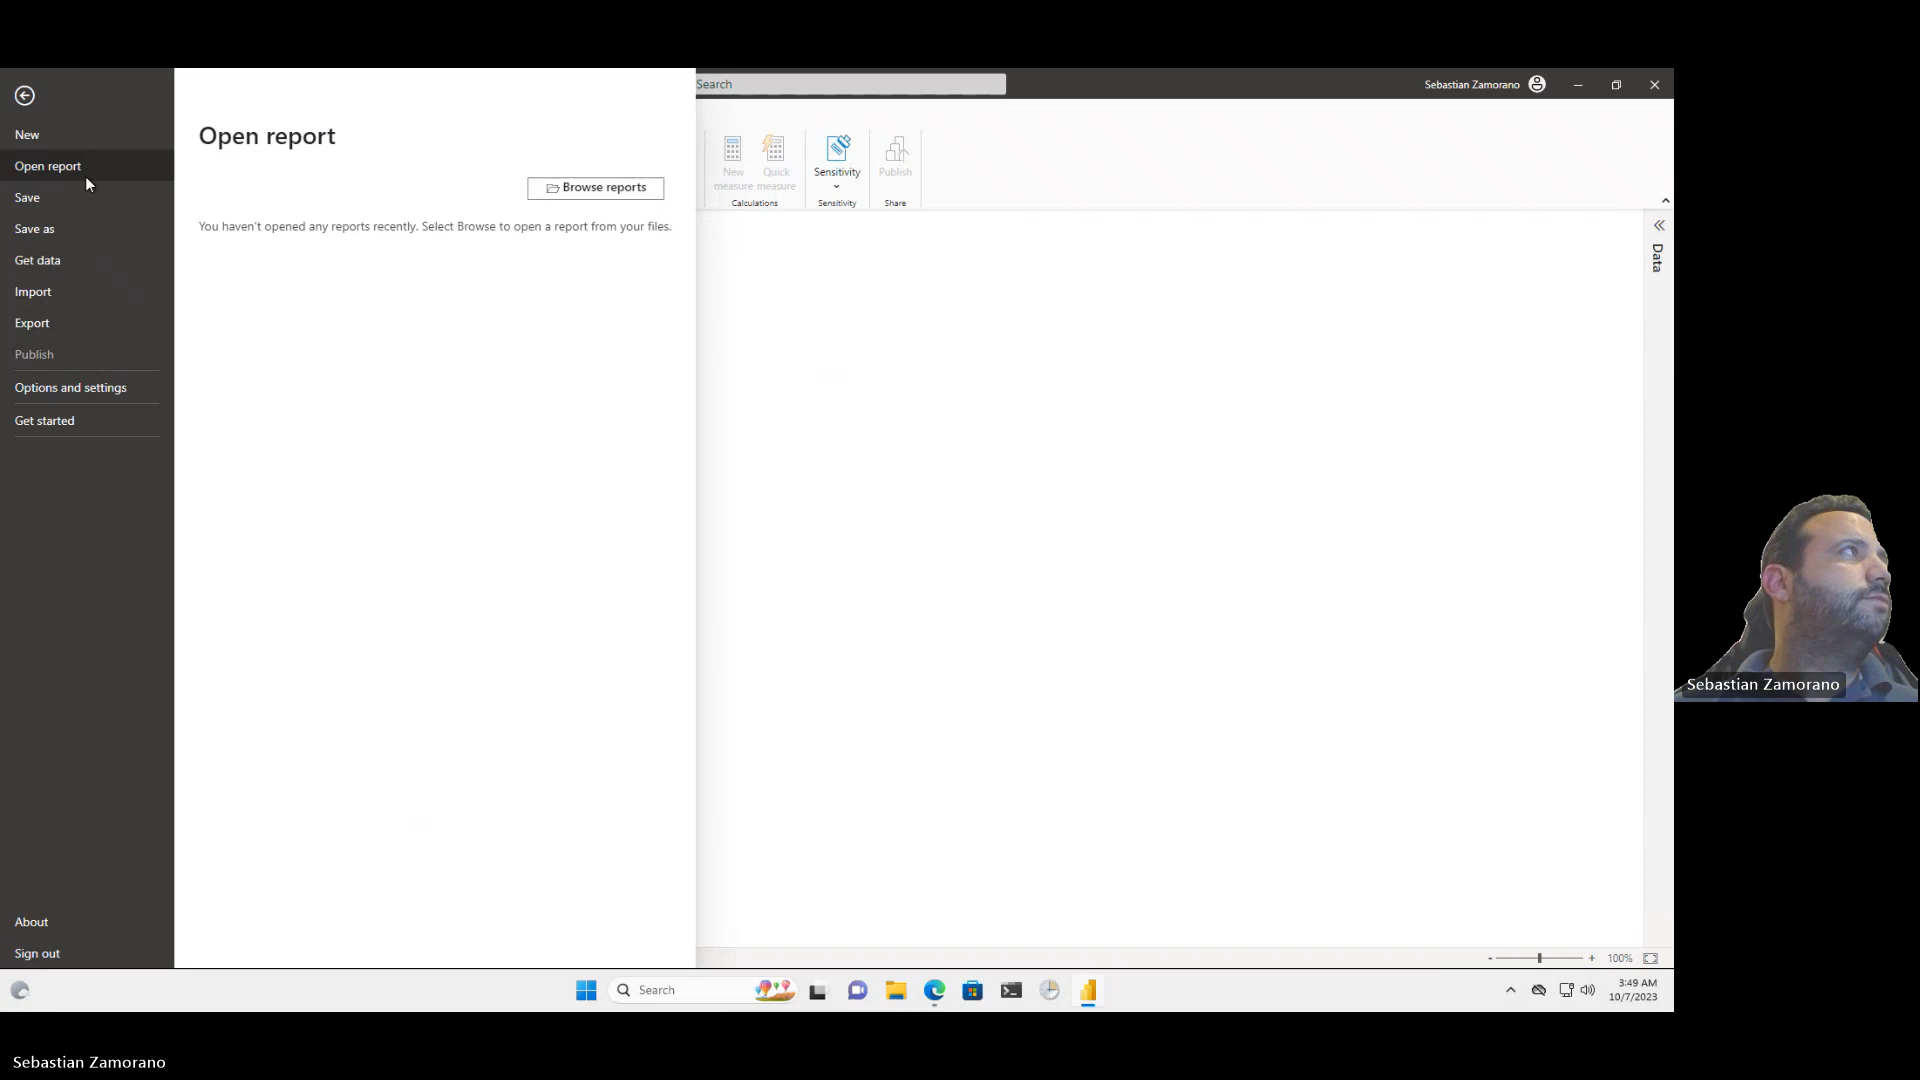 Search
Sebastian Zamorano
New
Open report
Save
Save as
Get data
Import
Export
Publish
Options and settings
Get started
About
Sign out
Open report
Browse reports
You haven't opened any reports recently. Select Browse to open a report from your files.
New measure
Quick measure
Calculations
Sensitivity
Sensitivity
Publish
Share
Data
- + 100%
Search
3:49 AM
10/7/2023
Sebastian Zamorano
Sebastian Zamorano